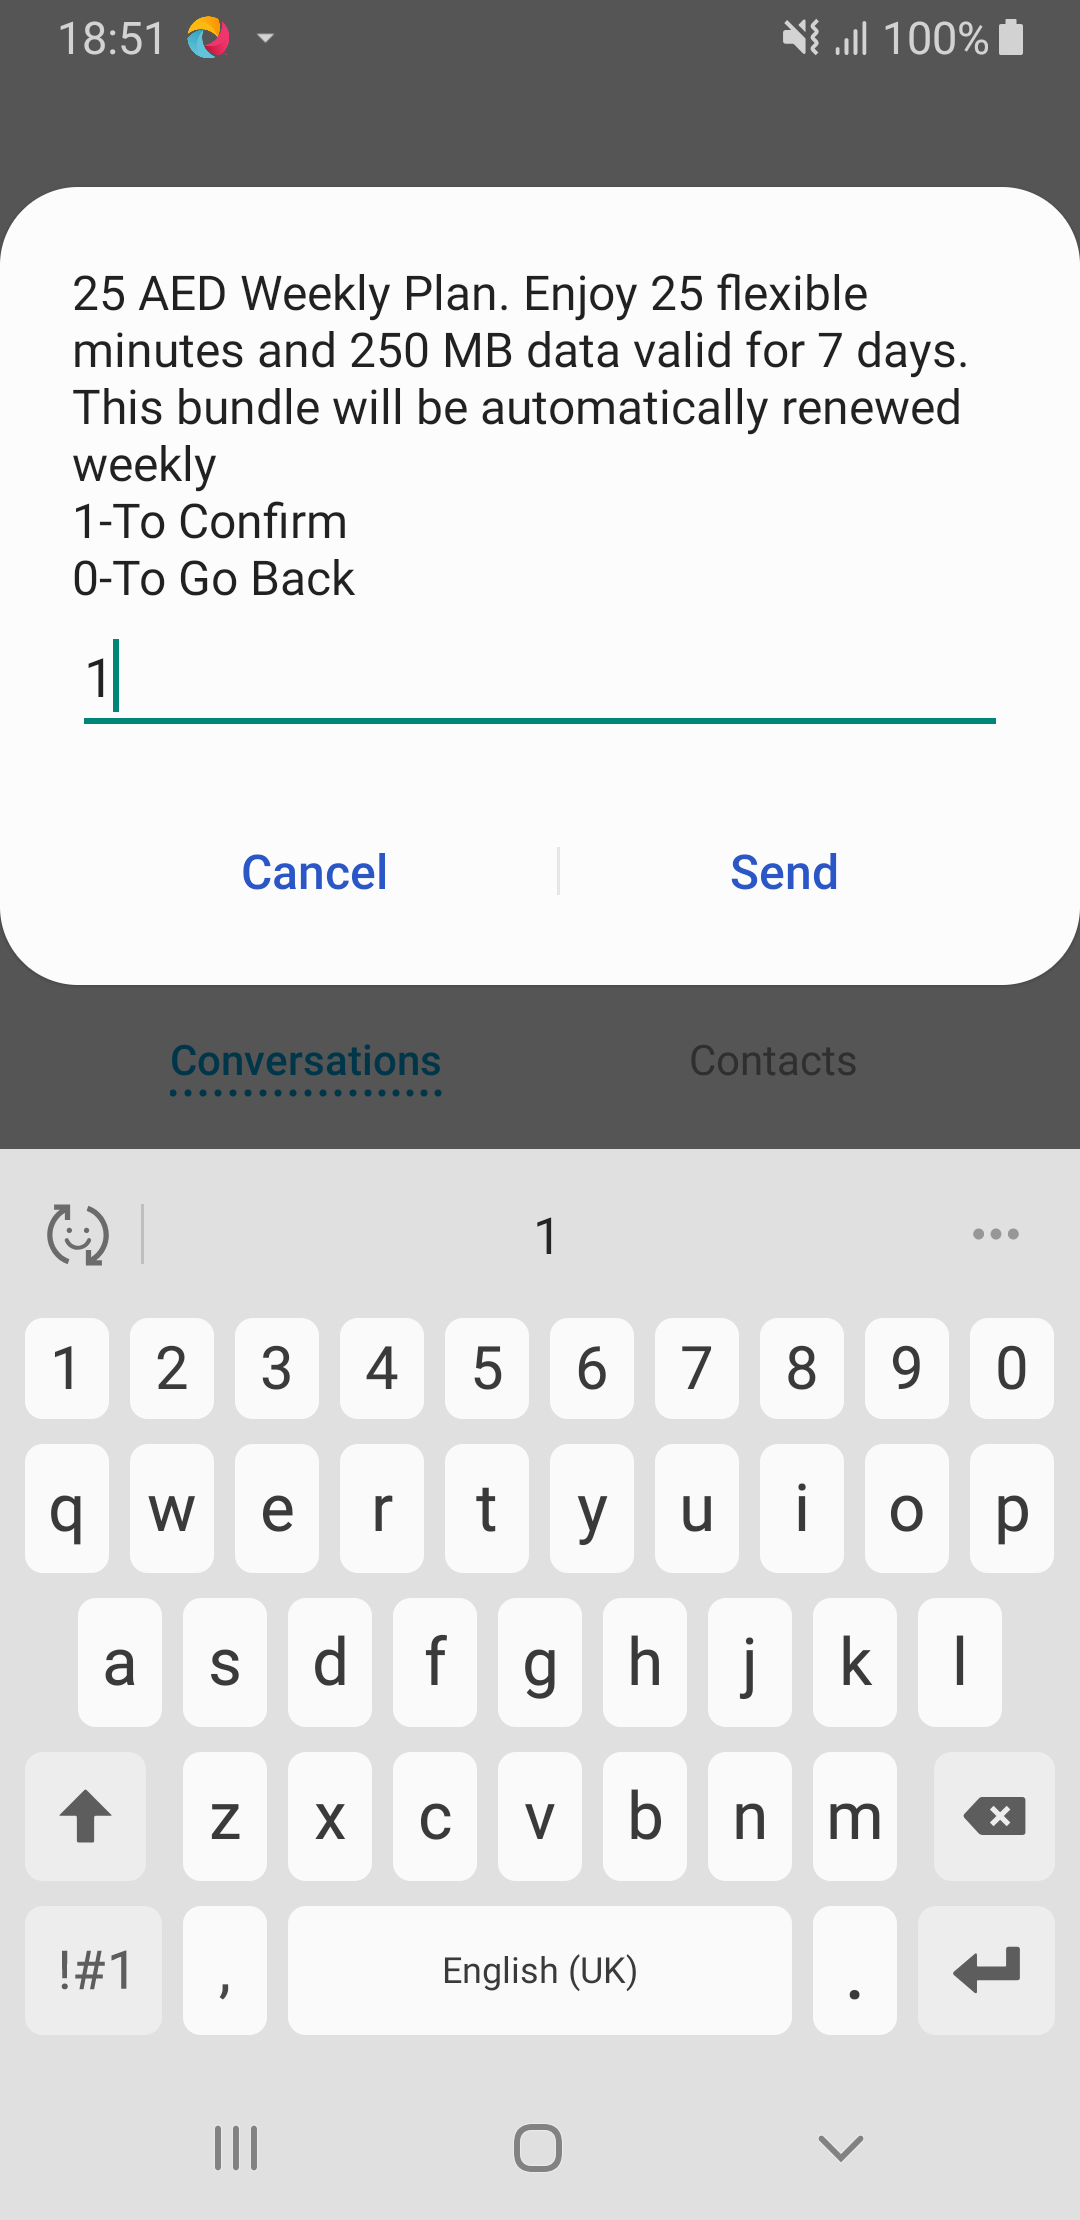 18:51 100%
25 AED Weekly Plan. Enjoy 25 flexible
minutes and 250 MB data valid for 7 days.
This bundle will be automatically renewed
weekly
1-To Confirm
0-To Go Back
1
Cancel Send
Conversations Contacts
1
1 2 3 4 5 6 7 8 9 0
q w e r t y u i o p
a s d f g h j k l
z x c v b n m
!#1 , English (UK) .